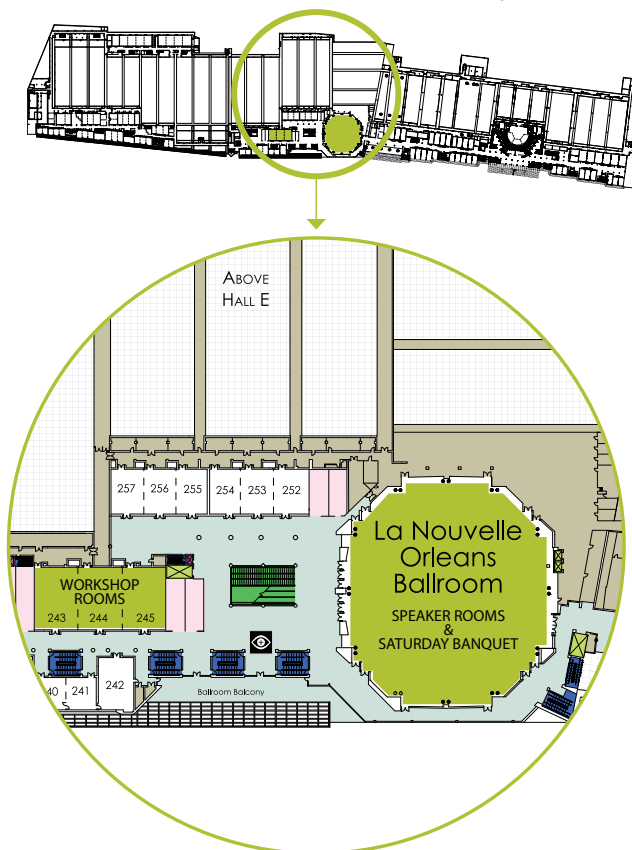 ABOVE
HALL E
257 256 255 254 253 252
La Nouvelle
Orleans
Ballroom
SPEAKER ROOMS
&
SATURDAY BANQUET
WORKSHOP
ROOMS
243 244 245
40 241 242
Ballroom Balcony